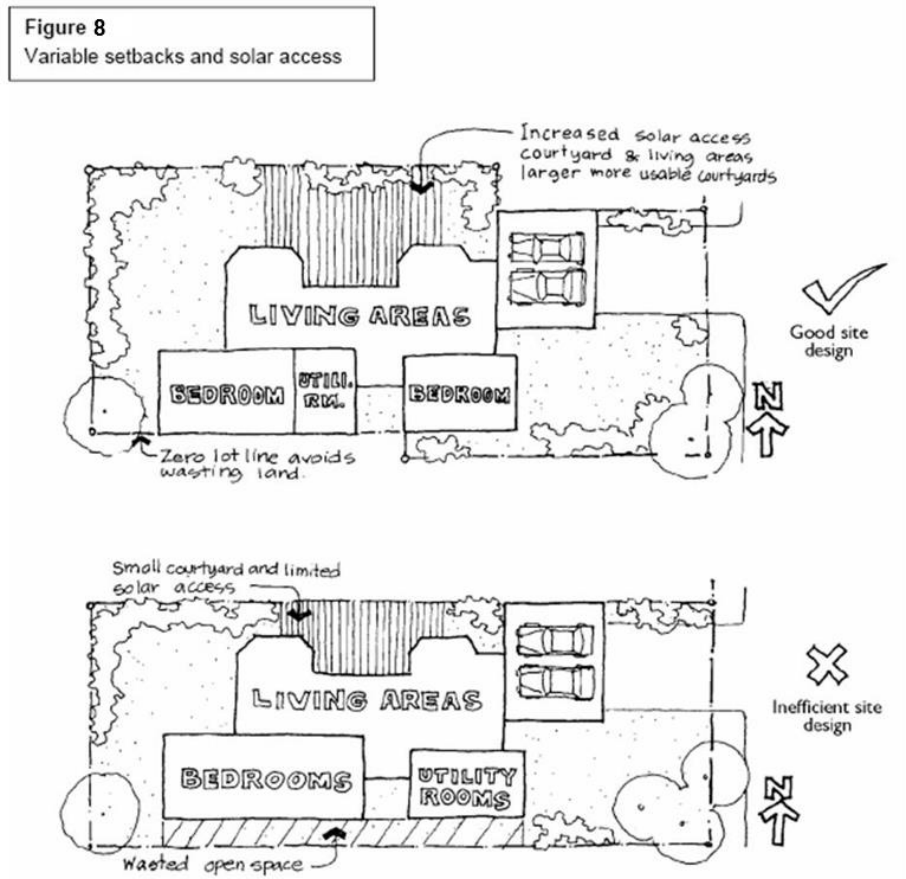 Figure 8
Variable setbacks and solar access
Increased solar access
courtyard & living areas
larger more usable courtyards
LIVING AREAS
BEDROOM
UTILI.
RM.
BEDROOM
Good site
design
N
Zero lot line avoids
wasting land.
Small courtyard and limited
solar access
LIVING AREAS
BEDROOMS
UTILITY
ROOMS
Inefficient site
design
N
Wasted open space